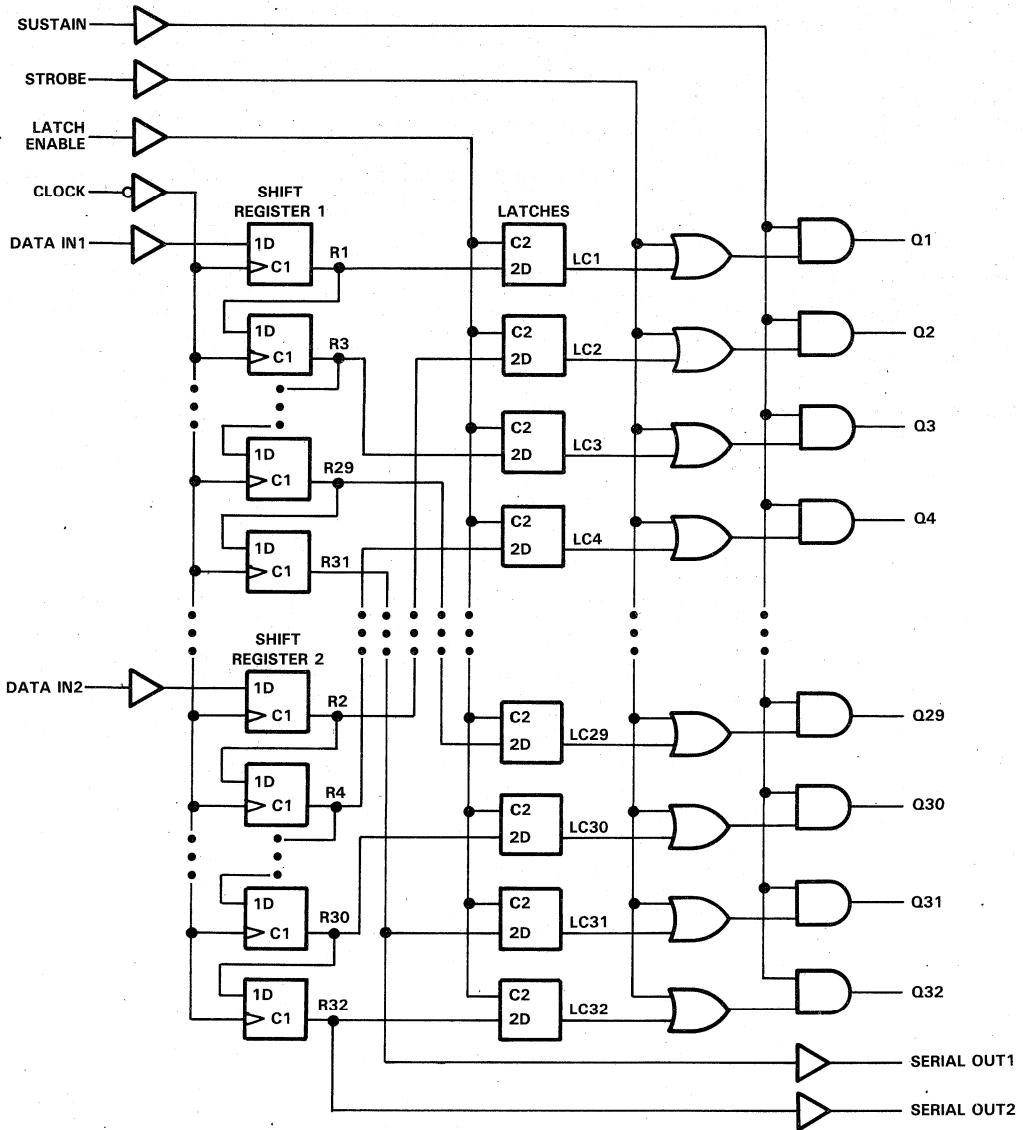 SUSTAIN
STROBE
LATCH
ENABLE
CLOCK
DATA IN1
SHIFT
REGISTER 1
LATCHES
1D
C1
R1
C2
2D
LC1
Q1
1D
C1
R3
C2
2D
LC2
Q2
C2
2D
LC3
Q3
1D
C1
R29
C2
2D
LC4
Q4
1D
C1
R31
SHIFT
REGISTER 2
DATA IN2
1D
C1
R2
C2
2D
LC29
Q29
1D
C1
R4
C2
2D
LC30
Q30
1D
C1
R30
C2
2D
LC31
Q31
1D
C1
R32
C2
2D
LC32
Q32
SERIAL OUT1
SERIAL OUT2